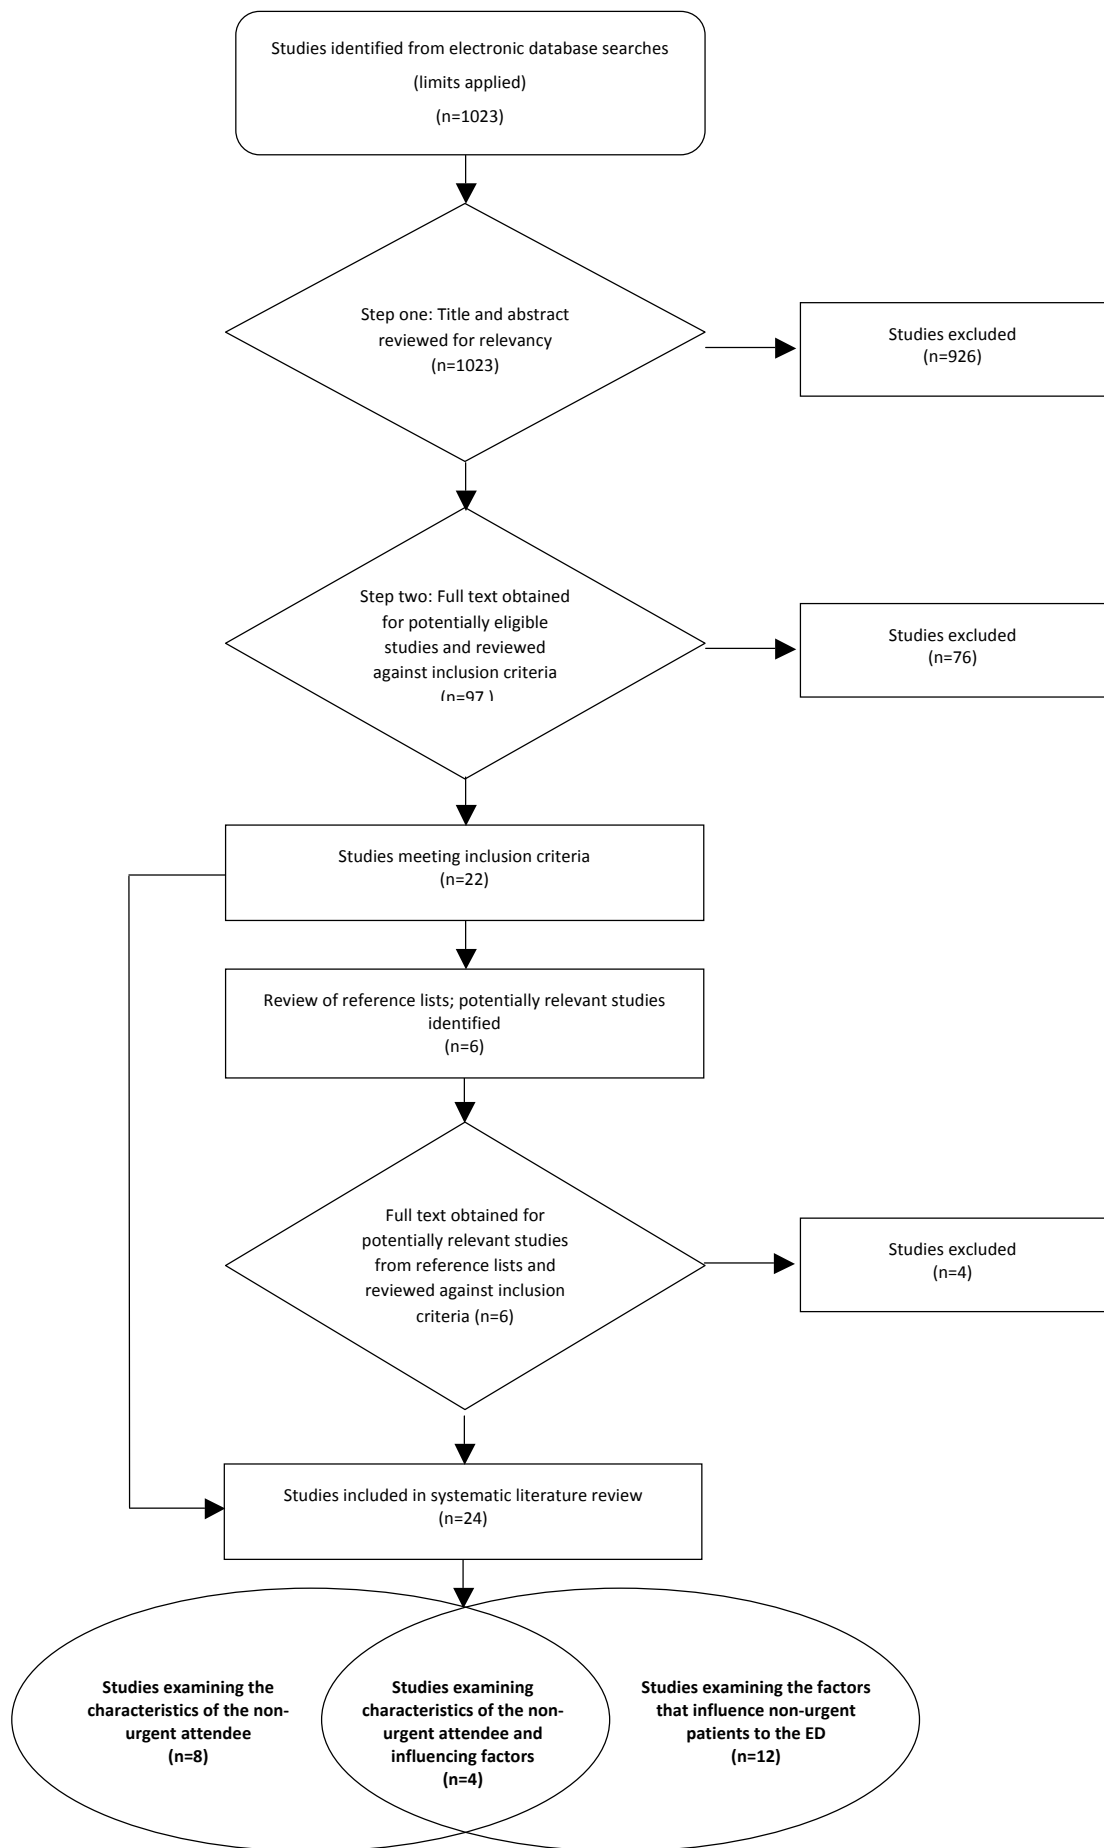 Studies identified from electronic database searches
(limits applied)
(n=1023)
Step one: Title and abstract
reviewed for relevancy
(n=1023)
Studies excluded
(n=926)
Step two: Full text obtained
for potentially eligible
studies and reviewed
against inclusion criteria
(n=97 )
Studies excluded
(n=76)
Studies meeting inclusion criteria
(n=22)
Review of reference lists; potentially relevant studies
identified
(n=6)
Full text obtained for
potentially relevant studies
from reference lists and
reviewed against inclusion
criteria (n=6)
Studies excluded
(n=4)
Studies included in systematic literature review
(n=24)
Studies examining the
characteristics of the non-
urgent attendee
(n=8)
Studies examining
characteristics of the non-
urgent attendee and
influencing factors
(n=4)
Studies examining the factors
that influence non-urgent
patients to the ED
(n=12)